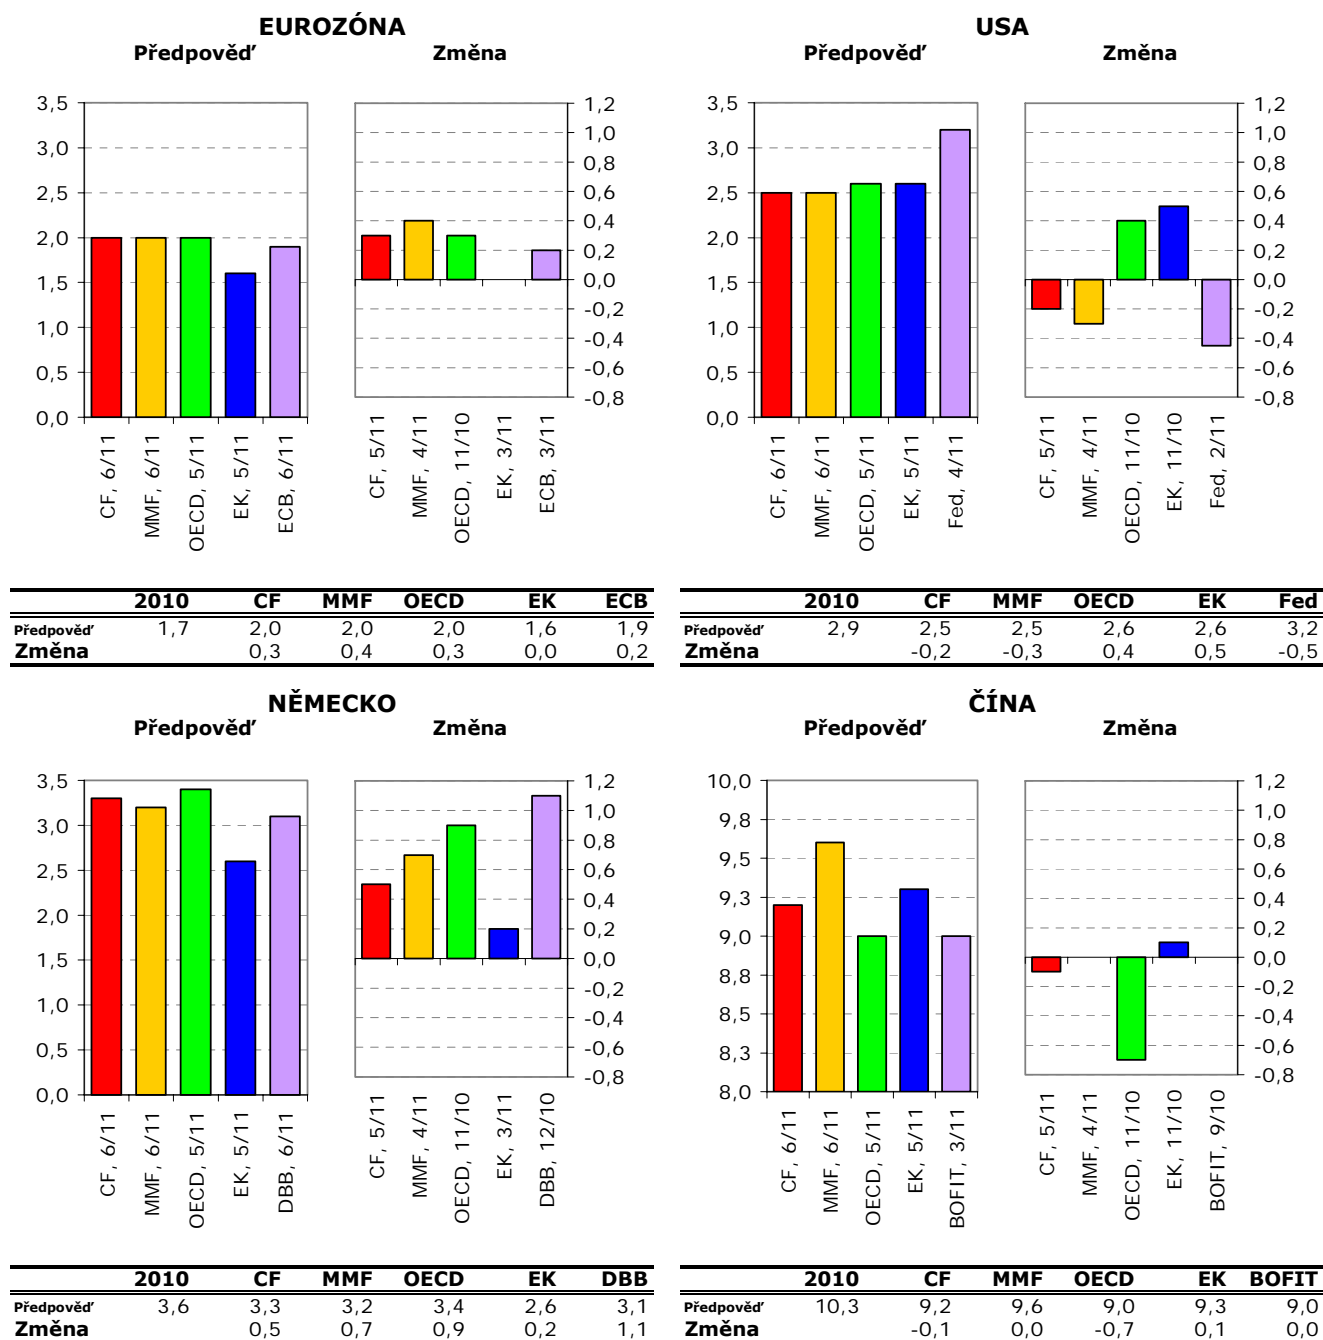 EUROZÓNA
Předpověď Změna
3,5
3,0
2,5
2,0
1,5
1,0
0,5
0,0
CF, 6/11
MMF, 6/11
OECD, 5/11
EK, 5/11
ECB, 6/11
1,2
1,0
0,8
0,6
0,4
0,2
0,0
-0,2
-0,4
-0,6
-0,8
CF, 5/11
MMF, 4/11
OECD, 11/10
EK, 3/11
ECB, 3/11
2010 CF MMF OECD EK ECB
Předpověď 1,7 2,0 2,0 2,0 1,6 1,9
Změna 0,3 0,4 0,3 0,0 0,2
USA
Předpověď Změna
3,5
3,0
2,5
2,0
1,5
1,0
0,5
0,0
CF, 6/11
MMF, 6/11
OECD, 5/11
EK, 5/11
Fed, 4/11
1,2
1,0
0,8
0,6
0,4
0,2
0,0
-0,2
-0,4
-0,6
-0,8
CF, 5/11
MMF, 4/11
OECD, 11/10
EK, 11/10
Fed, 2/11
2010 CF MMF OECD EK Fed
Předpověď 2,9 2,5 2,5 2,6 2,6 3,2
Změna -0,2 -0,3 0,4 0,5 -0,5
NĚMECKO
Předpověď Změna
3,5
3,0
2,5
2,0
1,5
1,0
0,5
0,0
CF, 6/11
MMF, 6/11
OECD, 5/11
EK, 5/11
DBB, 6/11
1,2
1,0
0,8
0,6
0,4
0,2
0,0
-0,2
-0,4
-0,6
-0,8
CF, 5/11
MMF, 4/11
OECD, 11/10
EK, 3/11
DBB, 12/10
2010 CF MMF OECD EK DBB
Předpověď 3,6 3,3 3,2 3,4 2,6 3,1
Změna 0,5 0,7 0,9 0,2 1,1
ČÍNA
Předpověď Změna
10,0
9,8
9,5
9,3
9,0
8,8
8,5
8,3
8,0
CF, 6/11
MMF, 6/11
OECD, 5/11
EK, 5/11
BOFIT, 3/11
1,2
1,0
0,8
0,6
0,4
0,2
0,0
-0,2
-0,4
-0,6
-0,8
CF, 5/11
MMF, 4/11
OECD, 11/10
EK, 11/10
BOFIT, 9/10
2010 CF MMF OECD EK BOFIT
Předpověď 10,3 9,2 9,6 9,0 9,3 9,0
Změna -0,1 0,0 -0,7 0,1 0,0